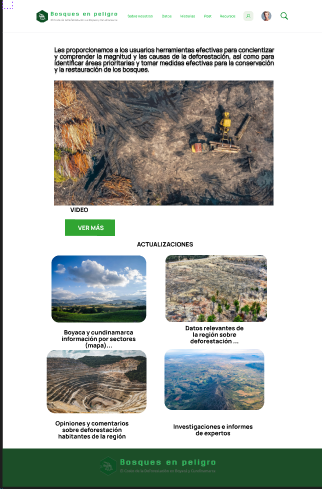 Bosques en peligro
Sobre nosotros Datos Noticias Post Recursos
Les proporcionamos a los usuarios herramientas efectivas para concientizar
y comprender la magnitud y las causas de la deforestación, así como para
identificar áreas prioritarias y tomar medidas efectivas para la conservación
y la restauración de los bosques.
VIDEO
VER MÁS
ACTUALIZACIONES
Boyaca y cundinamarca
información por sectores
(mapa)...
Datos relevantes de
la región sobre
deforestación ...
Opiniones y comentarios
sobre deforestación
habitantes de la región
Investigaciones e informes
de expertos
Bosques en peligro